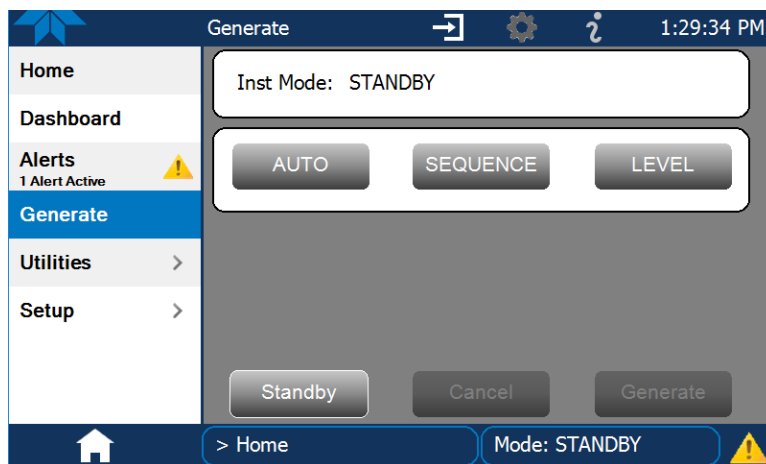 Generate
1:29:34 PM
Home
Dashboard
Alerts
1 Alert Active
Generate
Utilities
Setup
Inst Mode: STANDBY
AUTO
SEQUENCE
LEVEL
Standby
Cancel
Generate
> Home
Mode: STANDBY